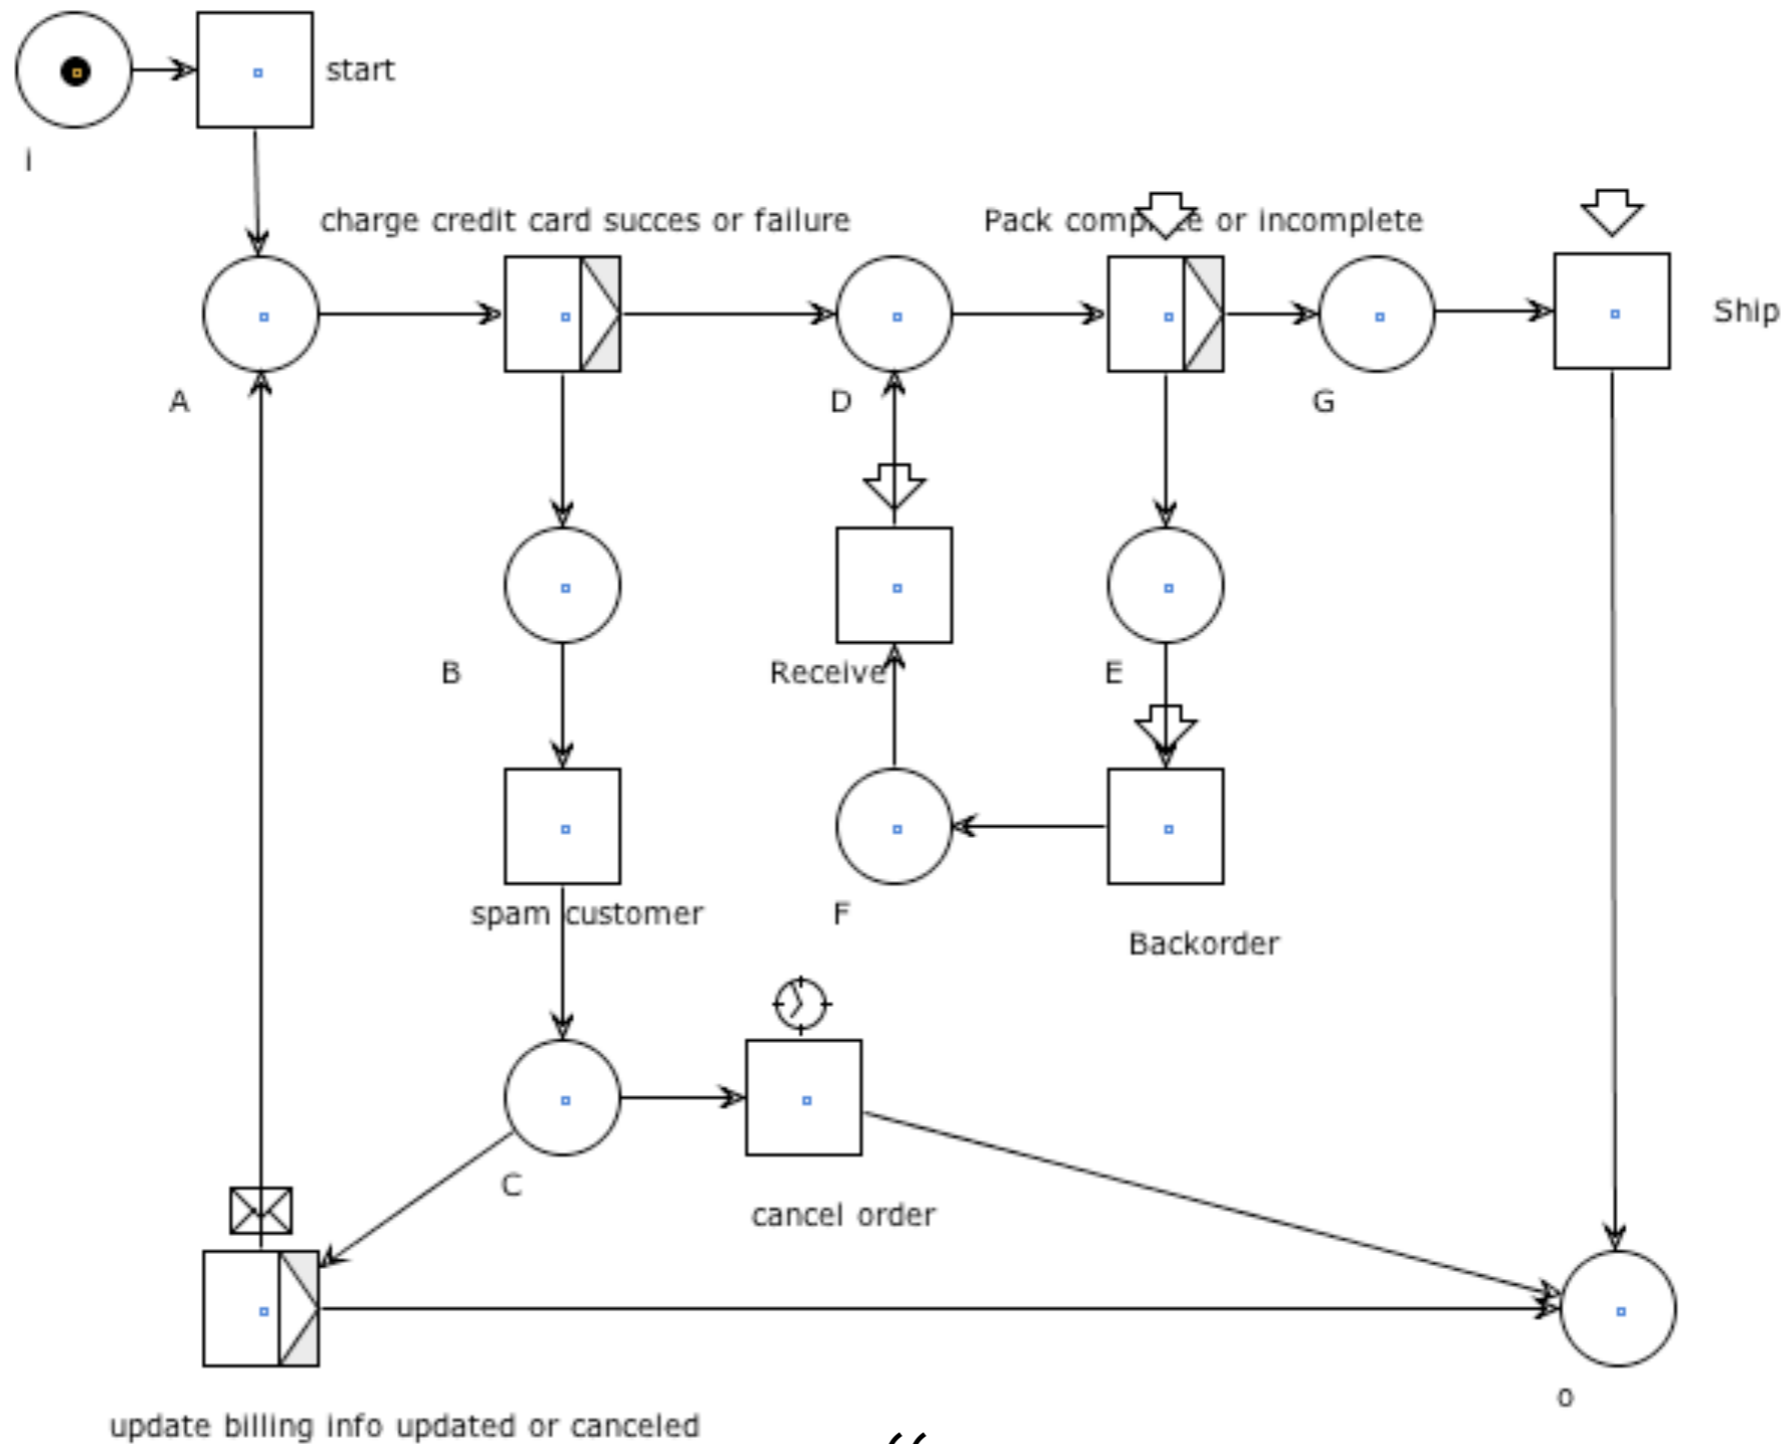 start
i
charge credit card succes or failure
Pack complete or incomplete
Ship
A
D
G
B
Receive
E
spam customer
F
Backorder
C
cancel order
o
update billing info updated or canceled
“